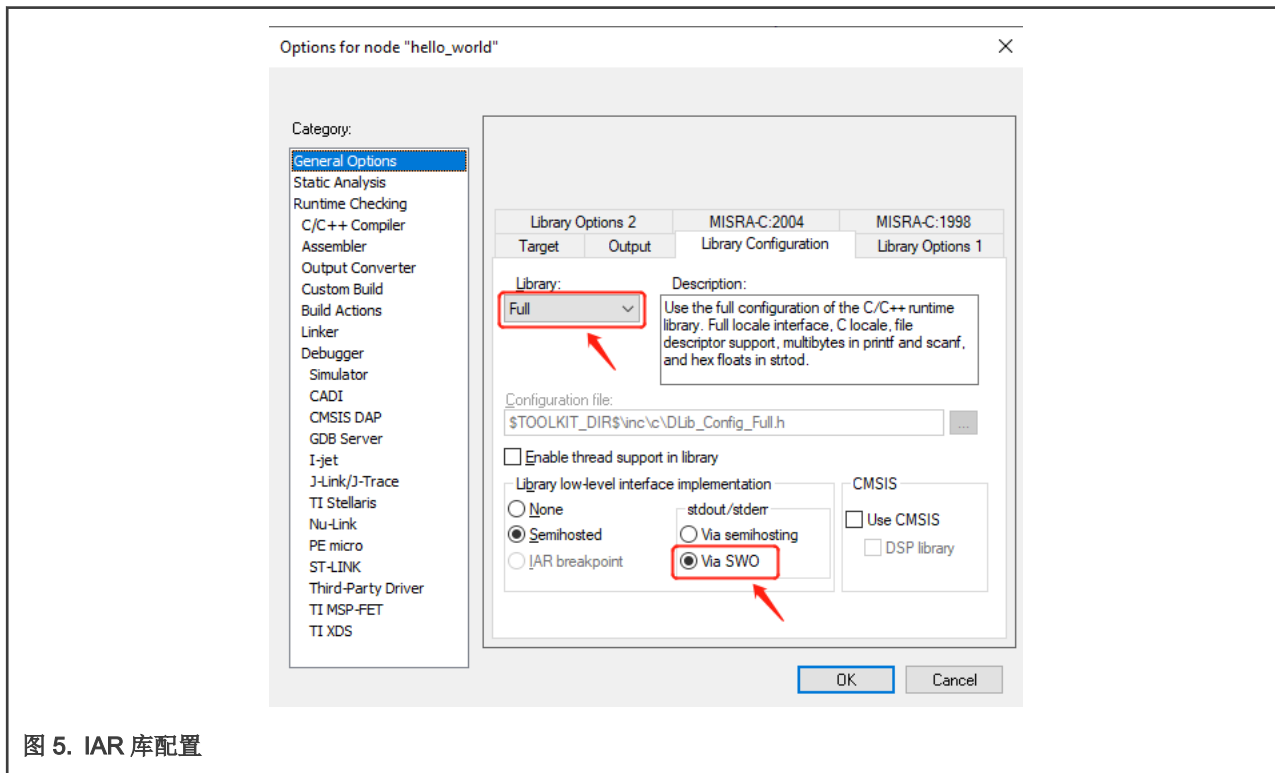 Options for node "hello_world"
Category:
General Options
Static Analysis
Runtime Checking
C/C++ Compiler
Assembler
Output Converter
Custom Build
Build Actions
Linker
Debugger
Simulator
CADI
CMSIS DAP
GDB Server
I-jet
J-Link/J-Trace
TI Stellaris
Nu-Link
PE micro
ST-LINK
Third-Party Driver
TI MSP-FET
TI XDS
Library Options 2 MISRA-C:2004 MISRA-C:1998
Target Output Library Configuration Library Options 1
Library: Description:
Full
Use the full configuration of the C/C++ runtime
library. Full locale interface, C locale, file
descriptor support, multibytes in printf and scanf,
and hex floats in strtod.
Configuration file:
$TOOLKIT_DIR$\inc\c\DLib_Config_Full.h ...
Enable thread support in library
Library low-level interface implementation CMSIS
None stdout/stderr
Semihosted Via semihosting Use CMSIS
IAR breakpoint Via SWO DSP library
OK Cancel
图 5. IAR 库配置